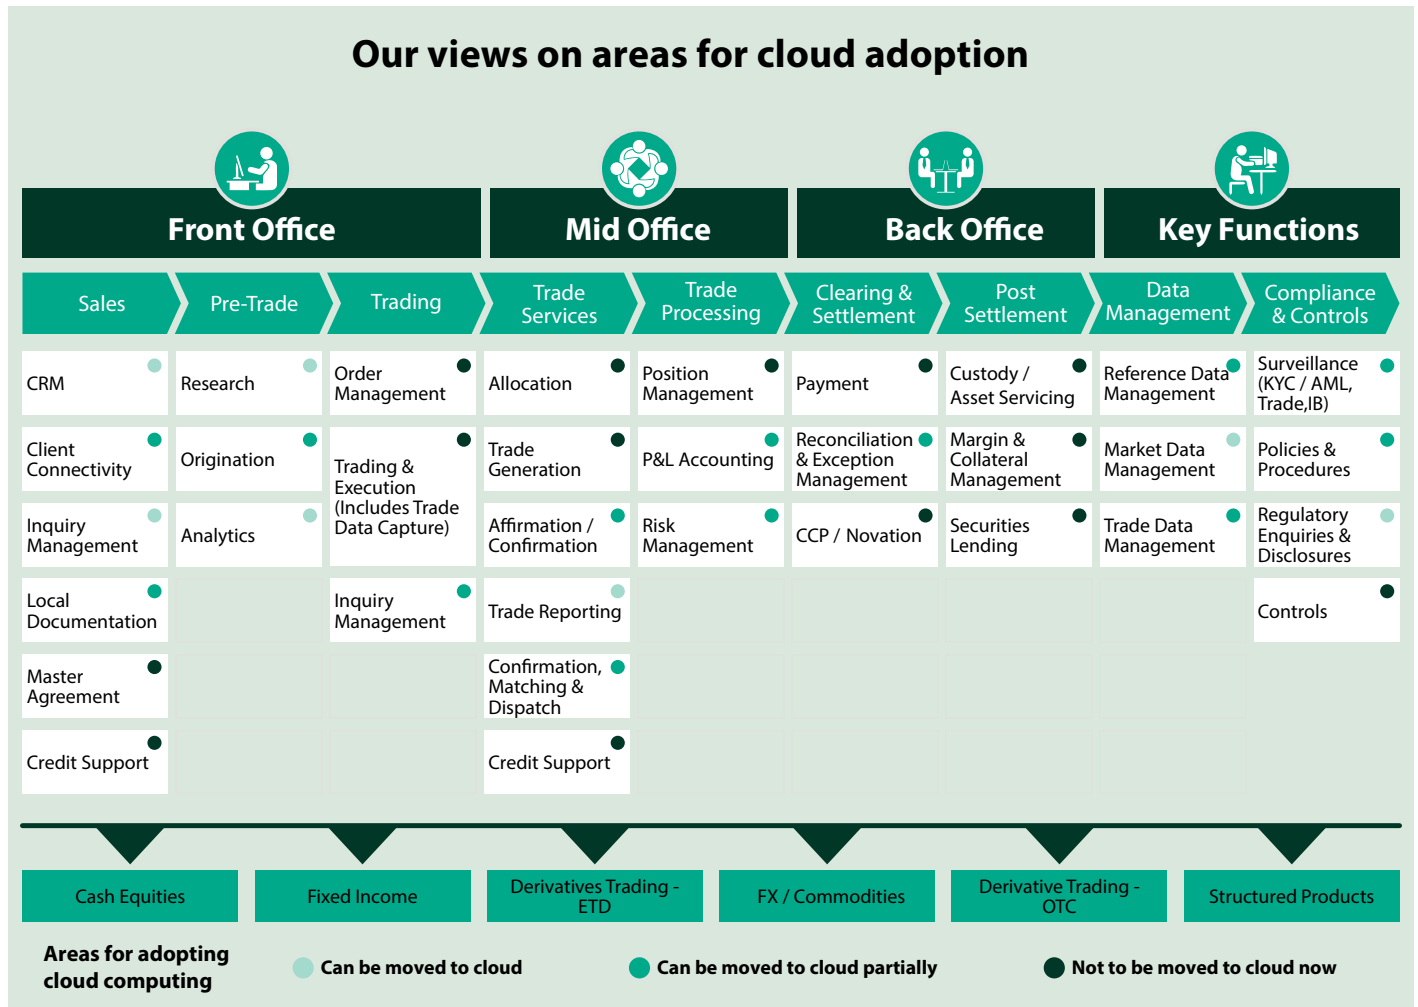 Our views on areas for cloud adoption
Front Office
Mid Office
Back Office
Key Functions
Sales
Pre-Trade
Trading
Trade
Services
Trade
Processing
Clearing &
Settlement
Post
Settlement
Data
Management
Compliance
& Controls
CRM
Research
Order
Management
Allocation
Position
Management
Payment
Custody /
Asset Servicing
Reference Data
Management
Surveillance
(KYC / AML,
Trade,IB)
Client
Connectivity
Origination
Trading &
Execution
(Includes Trade
Data Capture)
Trade
Generation
P&L Accounting
Reconciliation
& Exception
Management
Margin &
Collateral
Management
Market Data
Management
Policies &
Procedures
Inquiry
Management
Analytics
Affirmation /
Confirmation
Risk
Management
CCP / Novation
Securities
Lending
Trade Data
Management
Regulatory
Enquiries &
Disclosures
Local
Documentation
Inquiry
Management
Trade Reporting
Controls
Master
Agreement
Confirmation,
Matching &
Dispatch
Credit Support
Credit Support
Cash Equities
Fixed Income
Derivatives Trading -
ETD
FX / Commodities
Derivative Trading -
OTC
Structured Products
Areas for adopting
cloud computing
Can be moved to cloud
Can be moved to cloud partially
Not to be moved to cloud now